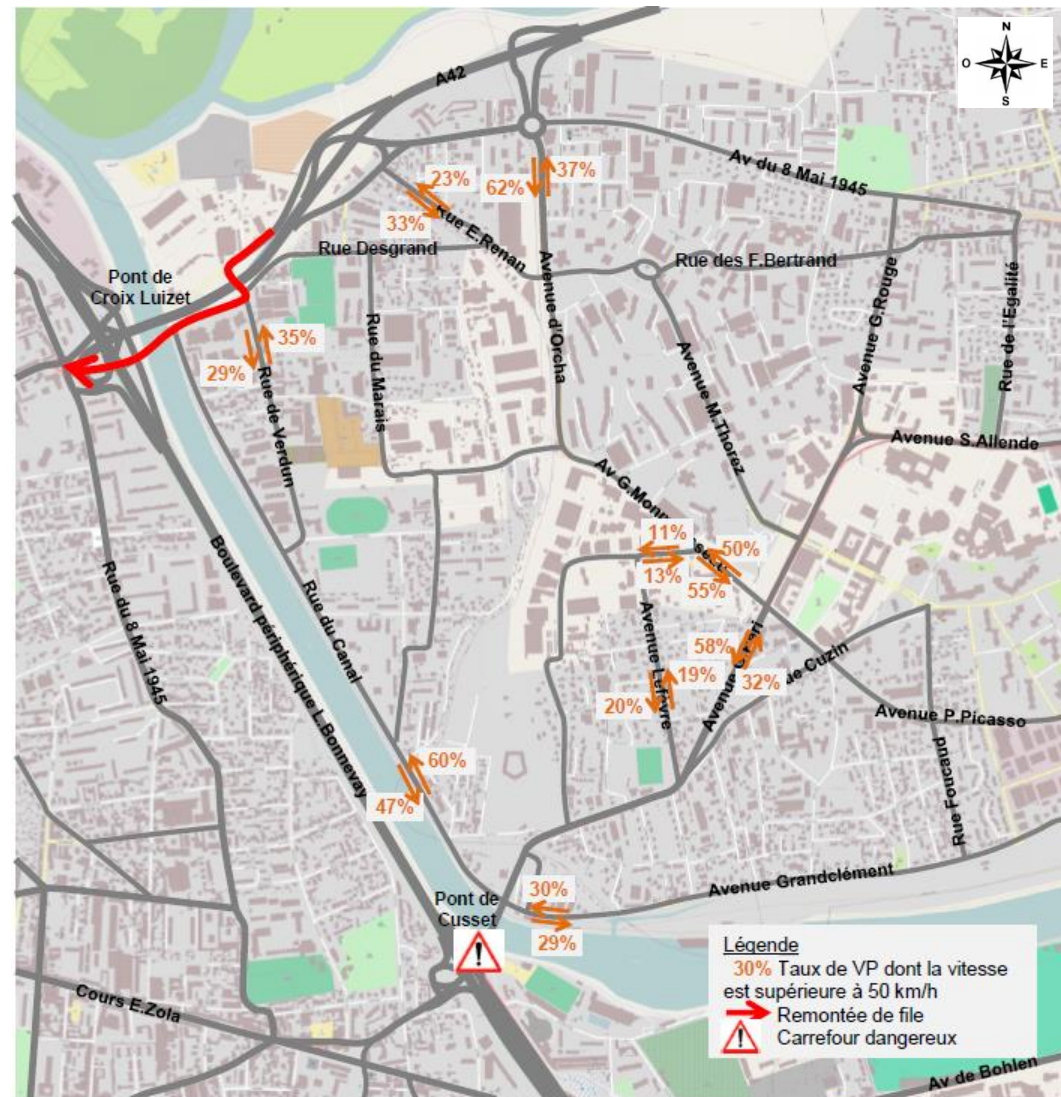 N
O
E
S
A42
Av du 8 Mai 1945
37%
62%
23%
33%
Rue E.Renan
Rue Desgrand
Rue des F.Bertrand
Pont de
Croix Luizet
Avenue d'Orcha
Avenue G.Rouge
Rue de l'Egalité
35%
29%
Rue de Verdun
Rue du Marais
Avenue M.Thorez
Avenue S.Allende
Av G.Mon
11%
13%
50%
55%
Boulevard périphérique L.Bonnevay
Rue du Canal
Rue du 8 Mai 1945
Avenue Lefèvre
58%
32%
Avenue
Cuzin
19%
20%
Avenue P.Picasso
Rue Foucaud
60%
47%
Avenue Grandclément
30%
29%
Pont de
Cusset
Cours E.Zola
Légende
30% Taux de VP dont la vitesse
est supérieure à 50 km/h
Remontée de file
Carrefour dangereux
Av de Bohlen